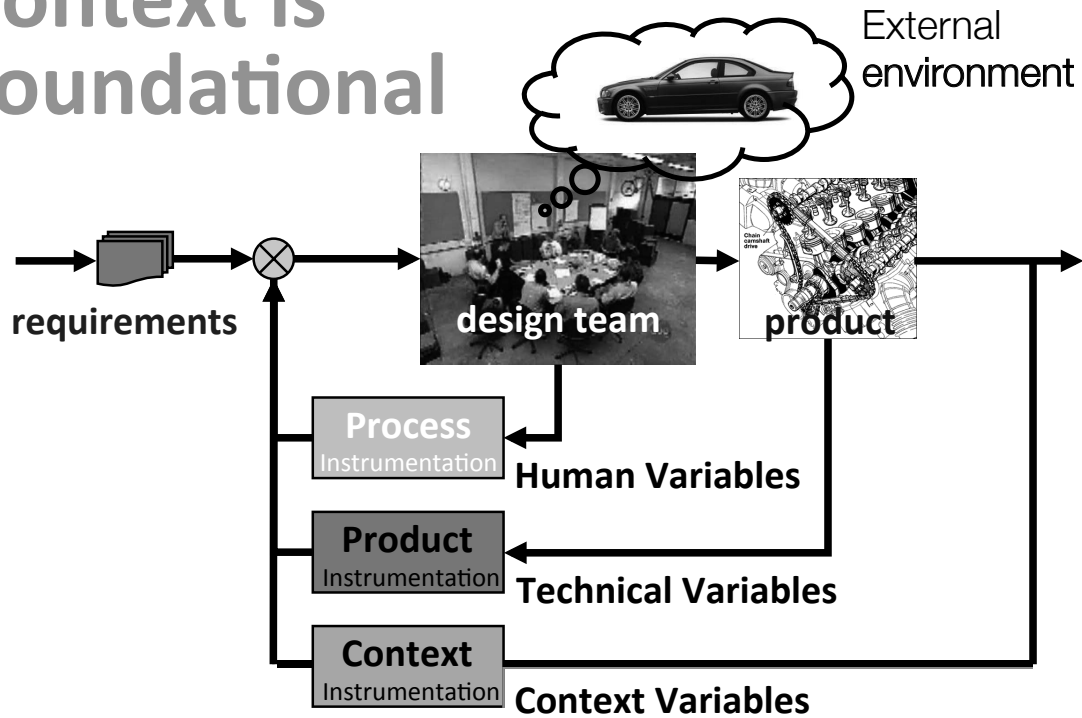 ontext is
oundational
External
environment
Chain
camshaft
drive
requirements
design team
product
Process
Instrumentation
Human Variables
Product
Instrumentation
Technical Variables
Context
Instrumentation
Context Variables